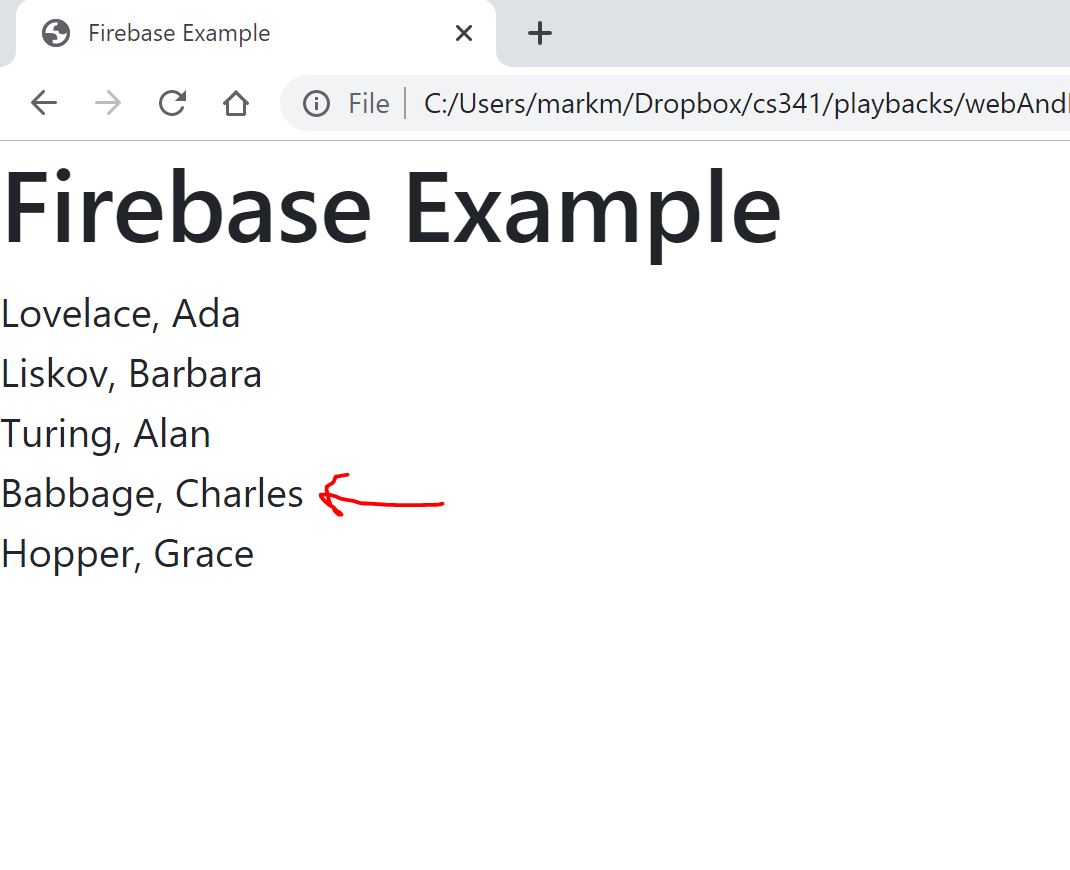 Firebase Example
File
C:/Users/markm/Dropbox/cs341/playbacks/webAnd
Firebase Example
Lovelace, Ada
Liskov, Barbara
Turing, Alan
Babbage, Charles
Hopper, Grace